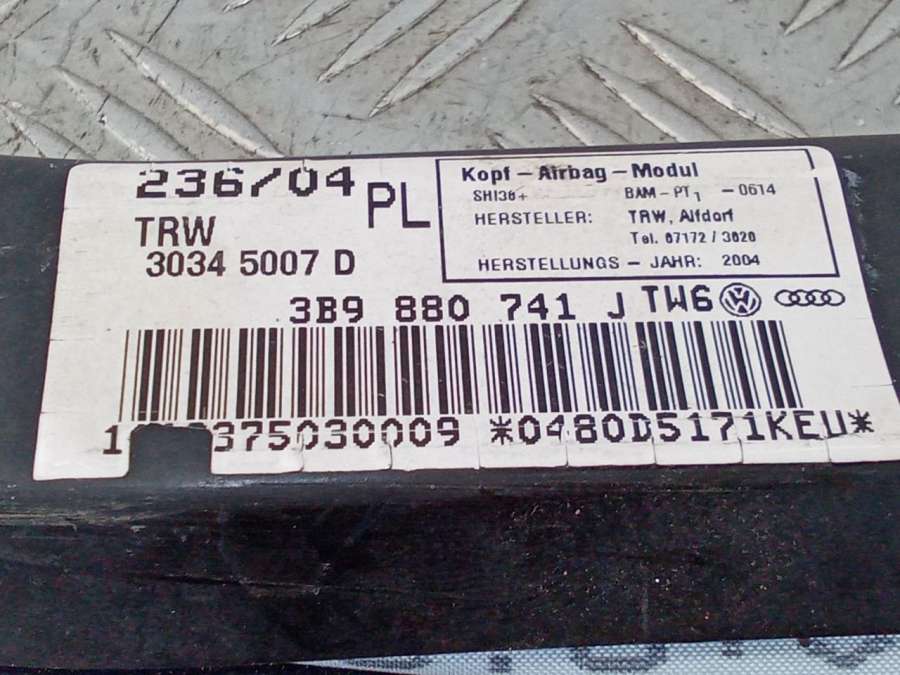 236/04
PL
TRW
3034 5007 D
Kopf - Airbag - Modul
SH138+ BAM - PT1 - 0614
HERSTELLER: TRW, Alfdorf
Tel. 07172 / 3020
HERSTELLUNGS - JAHR: 2004
3B9 880 741 J TW6
375030009 *0480D5171KEU*